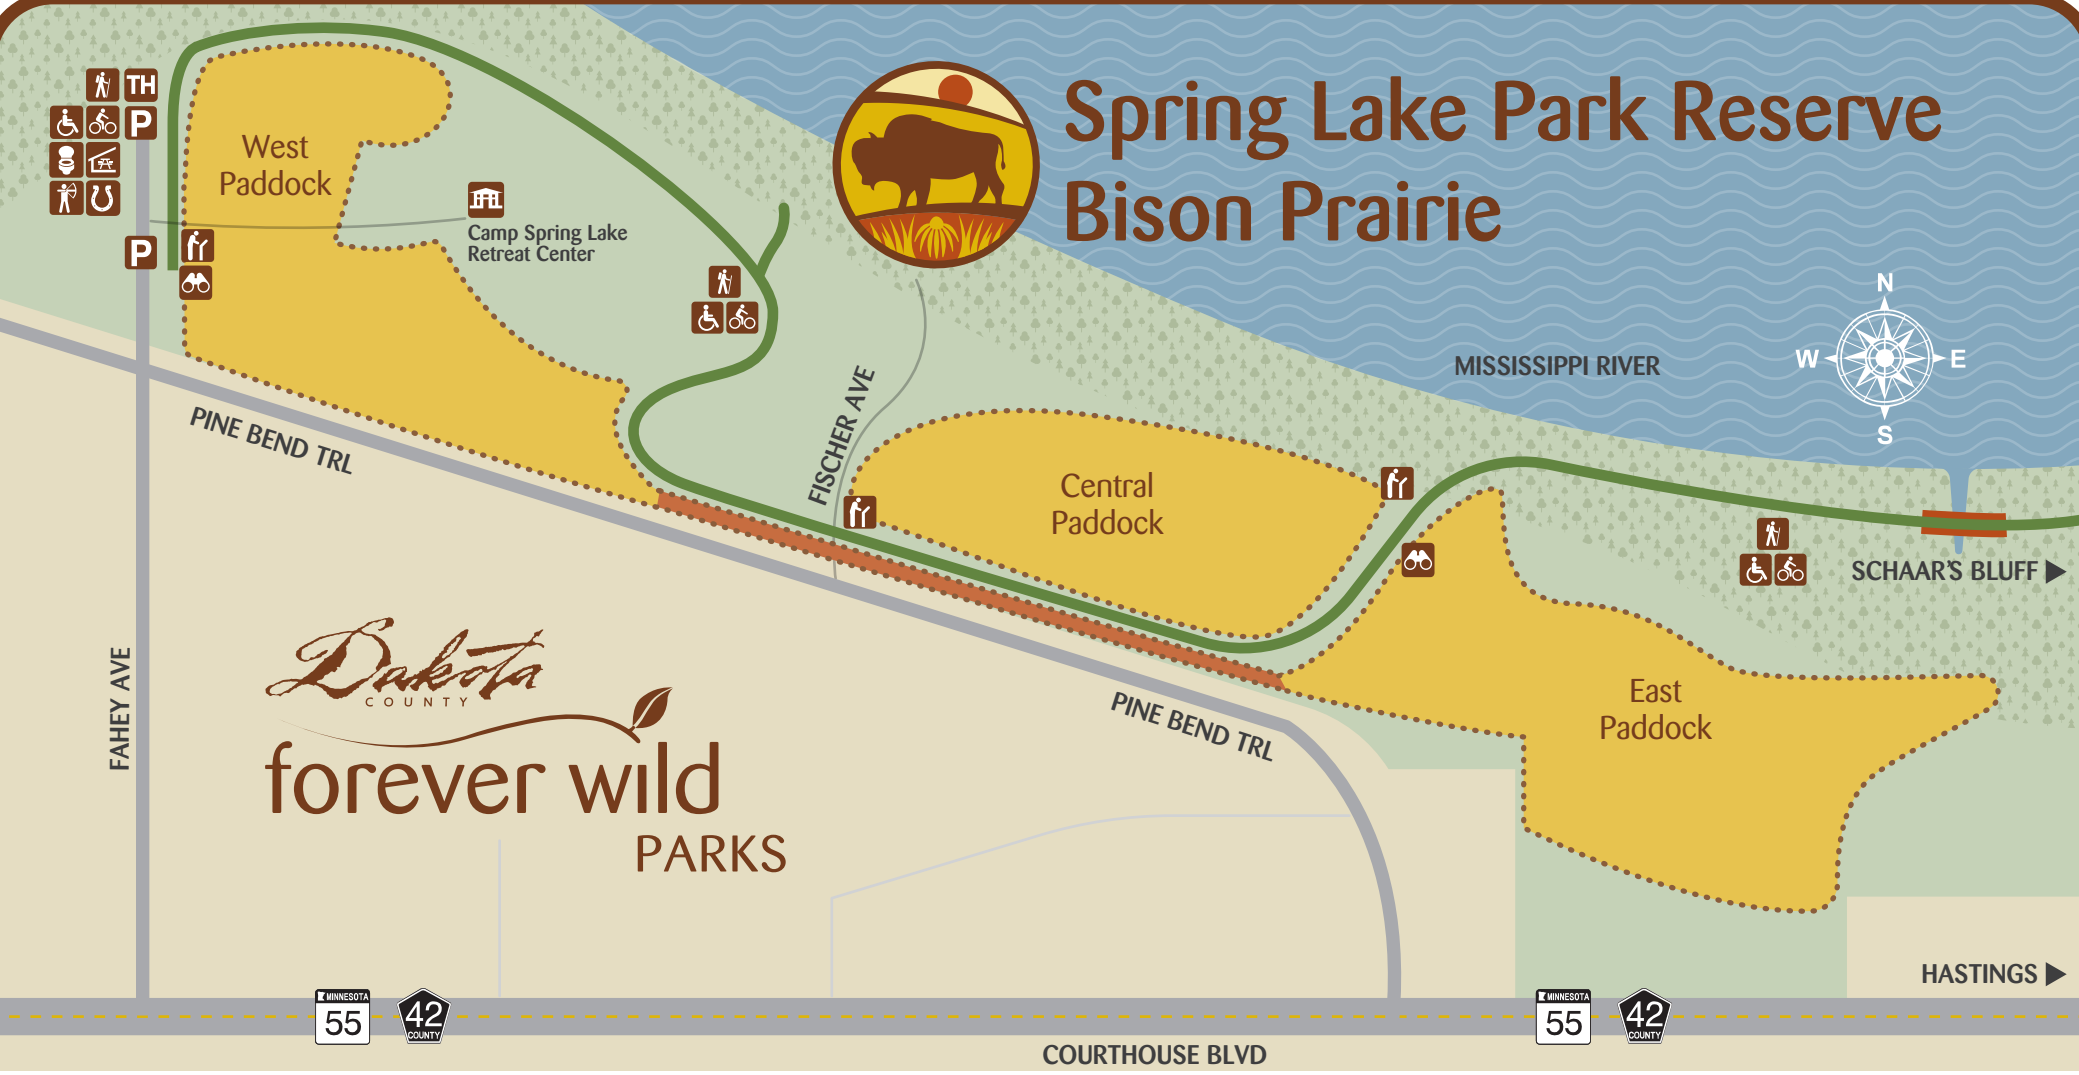 Spring Lake Park Reserve
Bison Prairie
TH
P
P
West
Paddock
Camp Spring Lake
Retreat Center
N
W
E
S
MISSISSIPPI RIVER
FISCHER AVE
PINE BEND TRL
Central
Paddock
SCHAAR'S BLUFF
East
Paddock
PINE BEND TRL
FAHEY AVE
Dakota
COUNTY
forever wild
PARKS
HASTINGS
MINNESOTA
55
42
COUNTY
MINNESOTA
55
42
COUNTY
COURTHOUSE BLVD